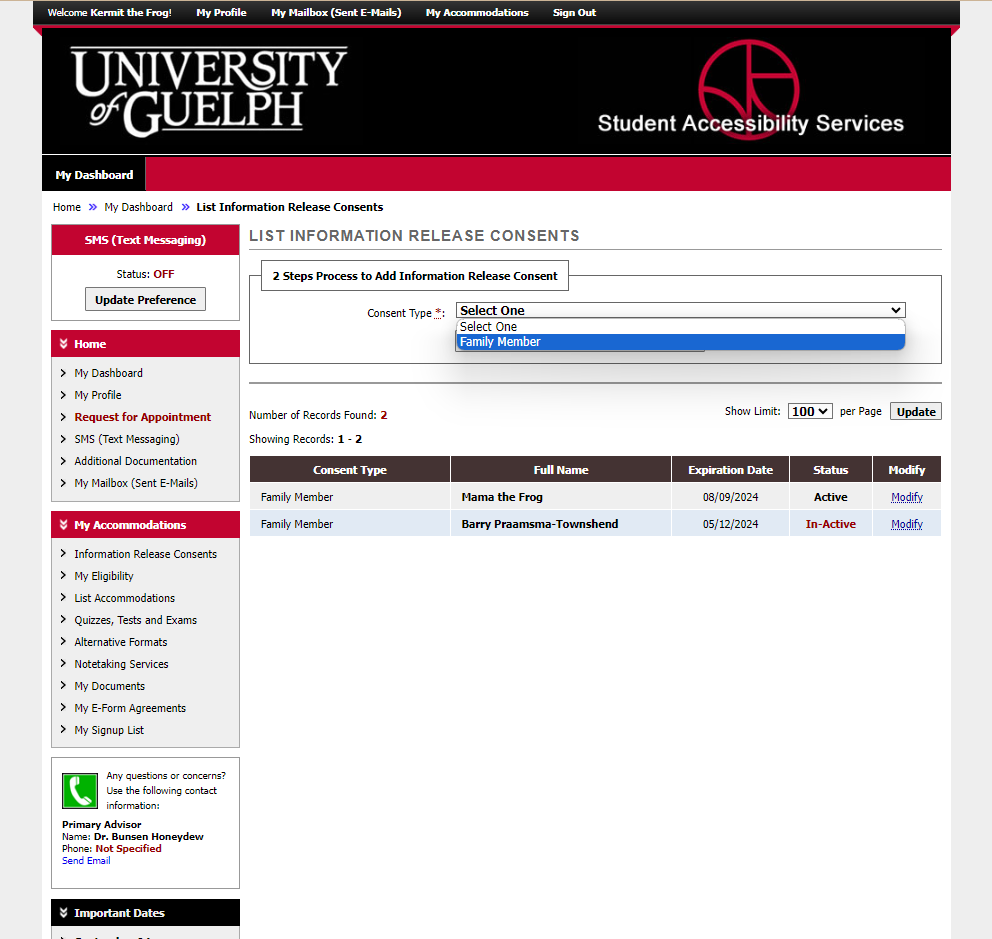 Welcome Kermit the Frog! My Profile My Mailbox (Sent E-Mails) My Accommodations Sign Out
UNIVERSITY
of GUELPH
Student Accessibility Services
My Dashboard
Home » My Dashboard » List Information Release Consents
SMS (Text Messaging)
Status: OFF
Update Preference
Home
My Dashboard
My Profile
Request for Appointment
SMS (Text Messaging)
Additional Documentation
My Mailbox (Sent E-Mails)
My Accommodations
Information Release Consents
My Eligibility
List Accommodations
Quizzes, Tests and Exams
Alternative Formats
Notetaking Services
My Documents
My E-Form Agreements
My Signup List
Any questions or concerns?
Use the following contact
information:
Primary Advisor
Name: Dr. Bunsen Honeydew
Phone: Not Specified
Send Email
Important Dates
LIST INFORMATION RELEASE CONSENTS
2 Steps Process to Add Information Release Consent
Consent Type *: Select One
Select One
Family Member
Number of Records Found: 2
Show Limit: 100 per Page Update
Showing Records: 1 - 2
Consent Type Full Name Expiration Date Status Modify
Family Member Mama the Frog 08/09/2024 Active Modify
Family Member Barry Praamsma-Townshend 05/12/2024 In-Active Modify